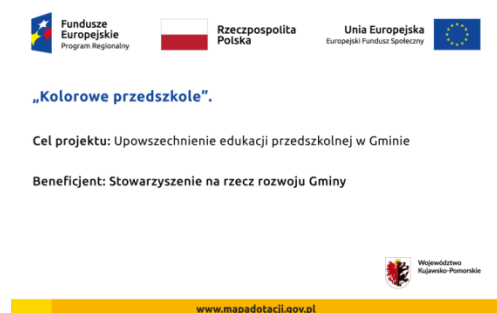 Fundusze
Europejskie
Program Regionalny
Rzeczpospolita
Polska
Unia Europejska
Europejski Fundusz Społeczny
„Kolorowe przedszkole”.
Cel projektu: Upowszechnienie edukacji przedszkolnej w Gminie
Beneficjent: Stowarzyszenie na rzecz rozwoju Gminy
Województwo
Kujawsko-Pomorskie
www.mapadotacji.gov.pl